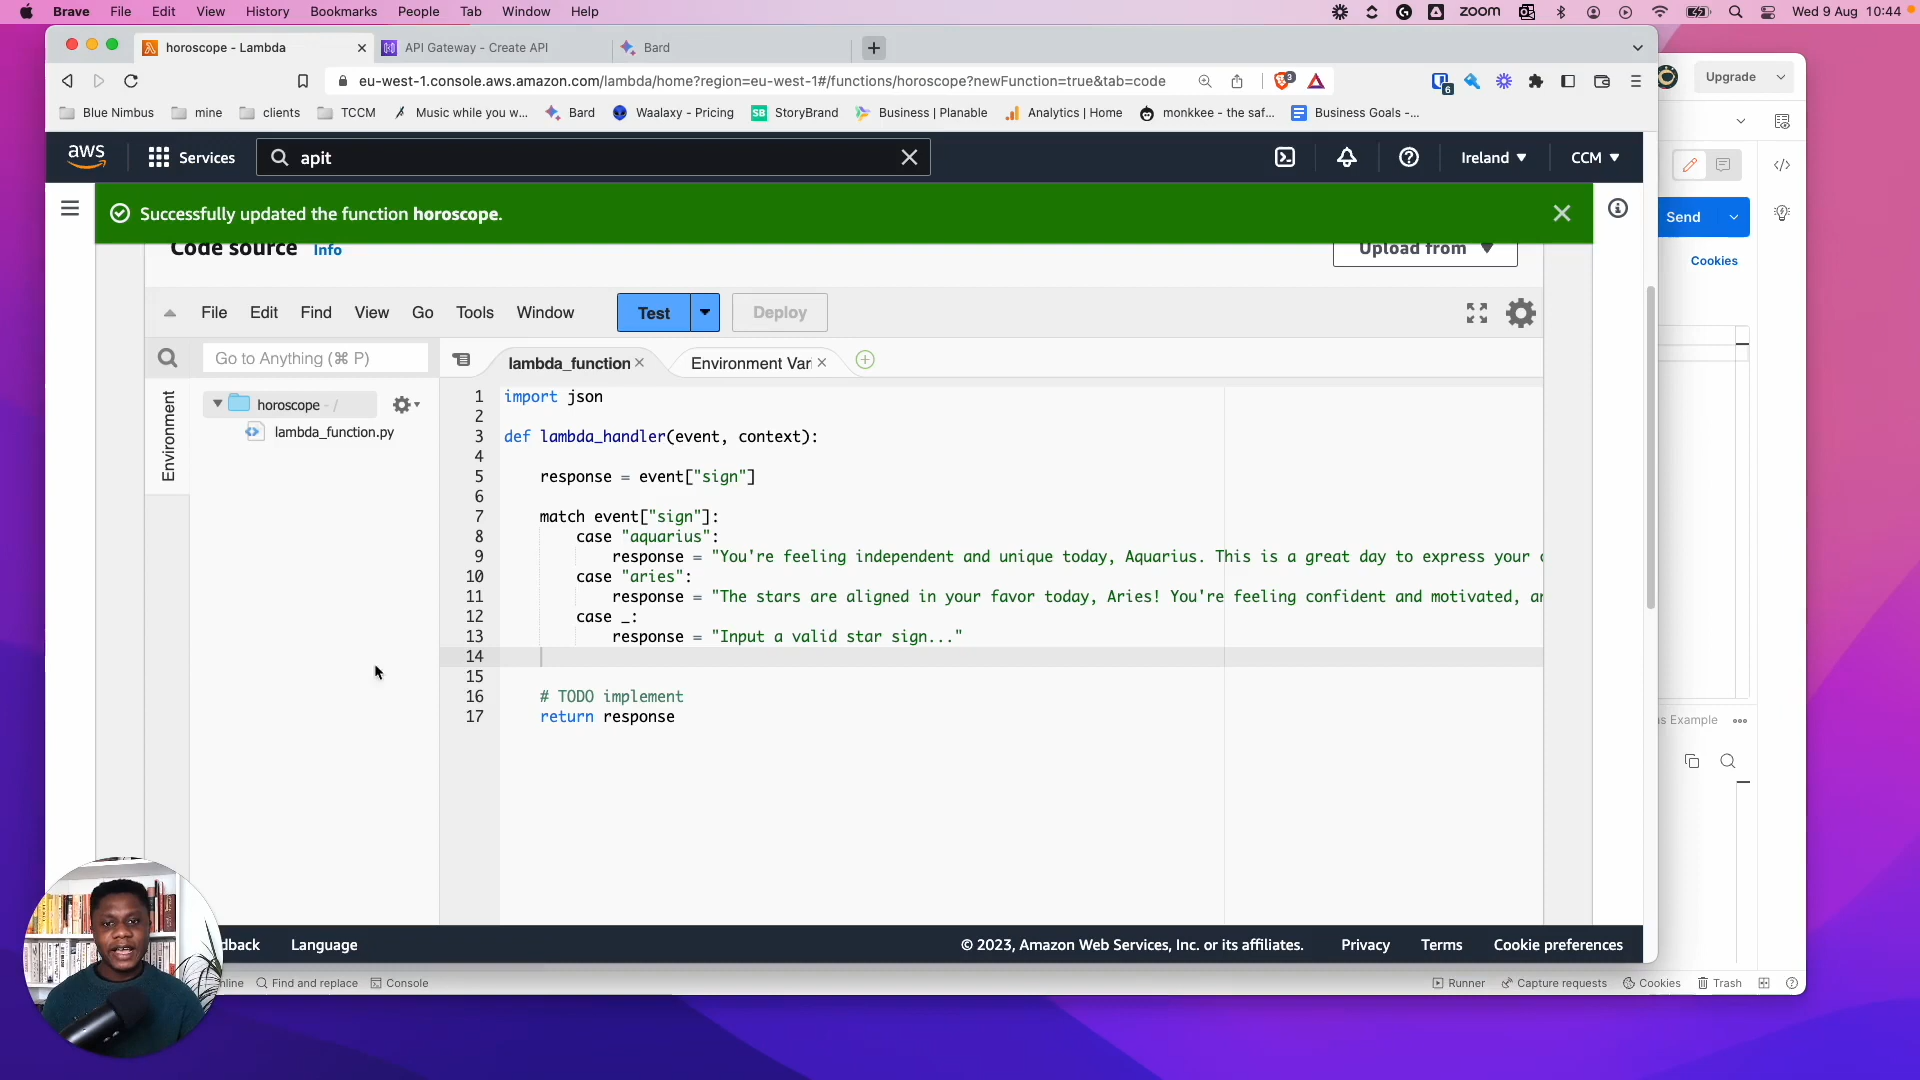 Brave File Edit View History Bookmarks People Tab Window Help zoom Wed 9 Aug 10:44
horoscope - Lambda API Gateway - Create API Bard
eu-west-1.console.aws.amazon.com/lambda/home?region=eu-west-1#/functions/horoscope?newFunction=true&tab=code 3 6
Upgrade
Blue Nimbus mine clients TCCM Music while you w... Bard Waalaxy - Pricing SB StoryBrand Business | Planable Analytics | Home monkkee - the saf... Business Goals -...
aws Services apit Ireland CCM
Successfully updated the function horoscope.
Send
Code source Info Upload from
Cookies
File Edit Find View Go Tools Window Test Deploy
Go to Anything (⌘ P) lambda_function Environment Var
Environment
horoscope - /
lambda_function.py
1 import json
2
3 def lambda_handler(event, context):
4
5 response = event["sign"]
6
7 match event["sign"]:
8 case "aquarius":
9 response = "You're feeling independent and unique today, Aquarius. This is a great day to express your
10 case "aries":
11 response = "The stars are aligned in your favor today, Aries! You're feeling confident and motivated,
12 case _:
13 response = "Input a valid star sign..."
14
15
16 # TODO implement
17 return response
s Example
dback Language © 2023, Amazon Web Services, Inc. or its affiliates. Privacy Terms Cookie preferences
nline Find and replace Console Runner Capture requests Cookies Trash